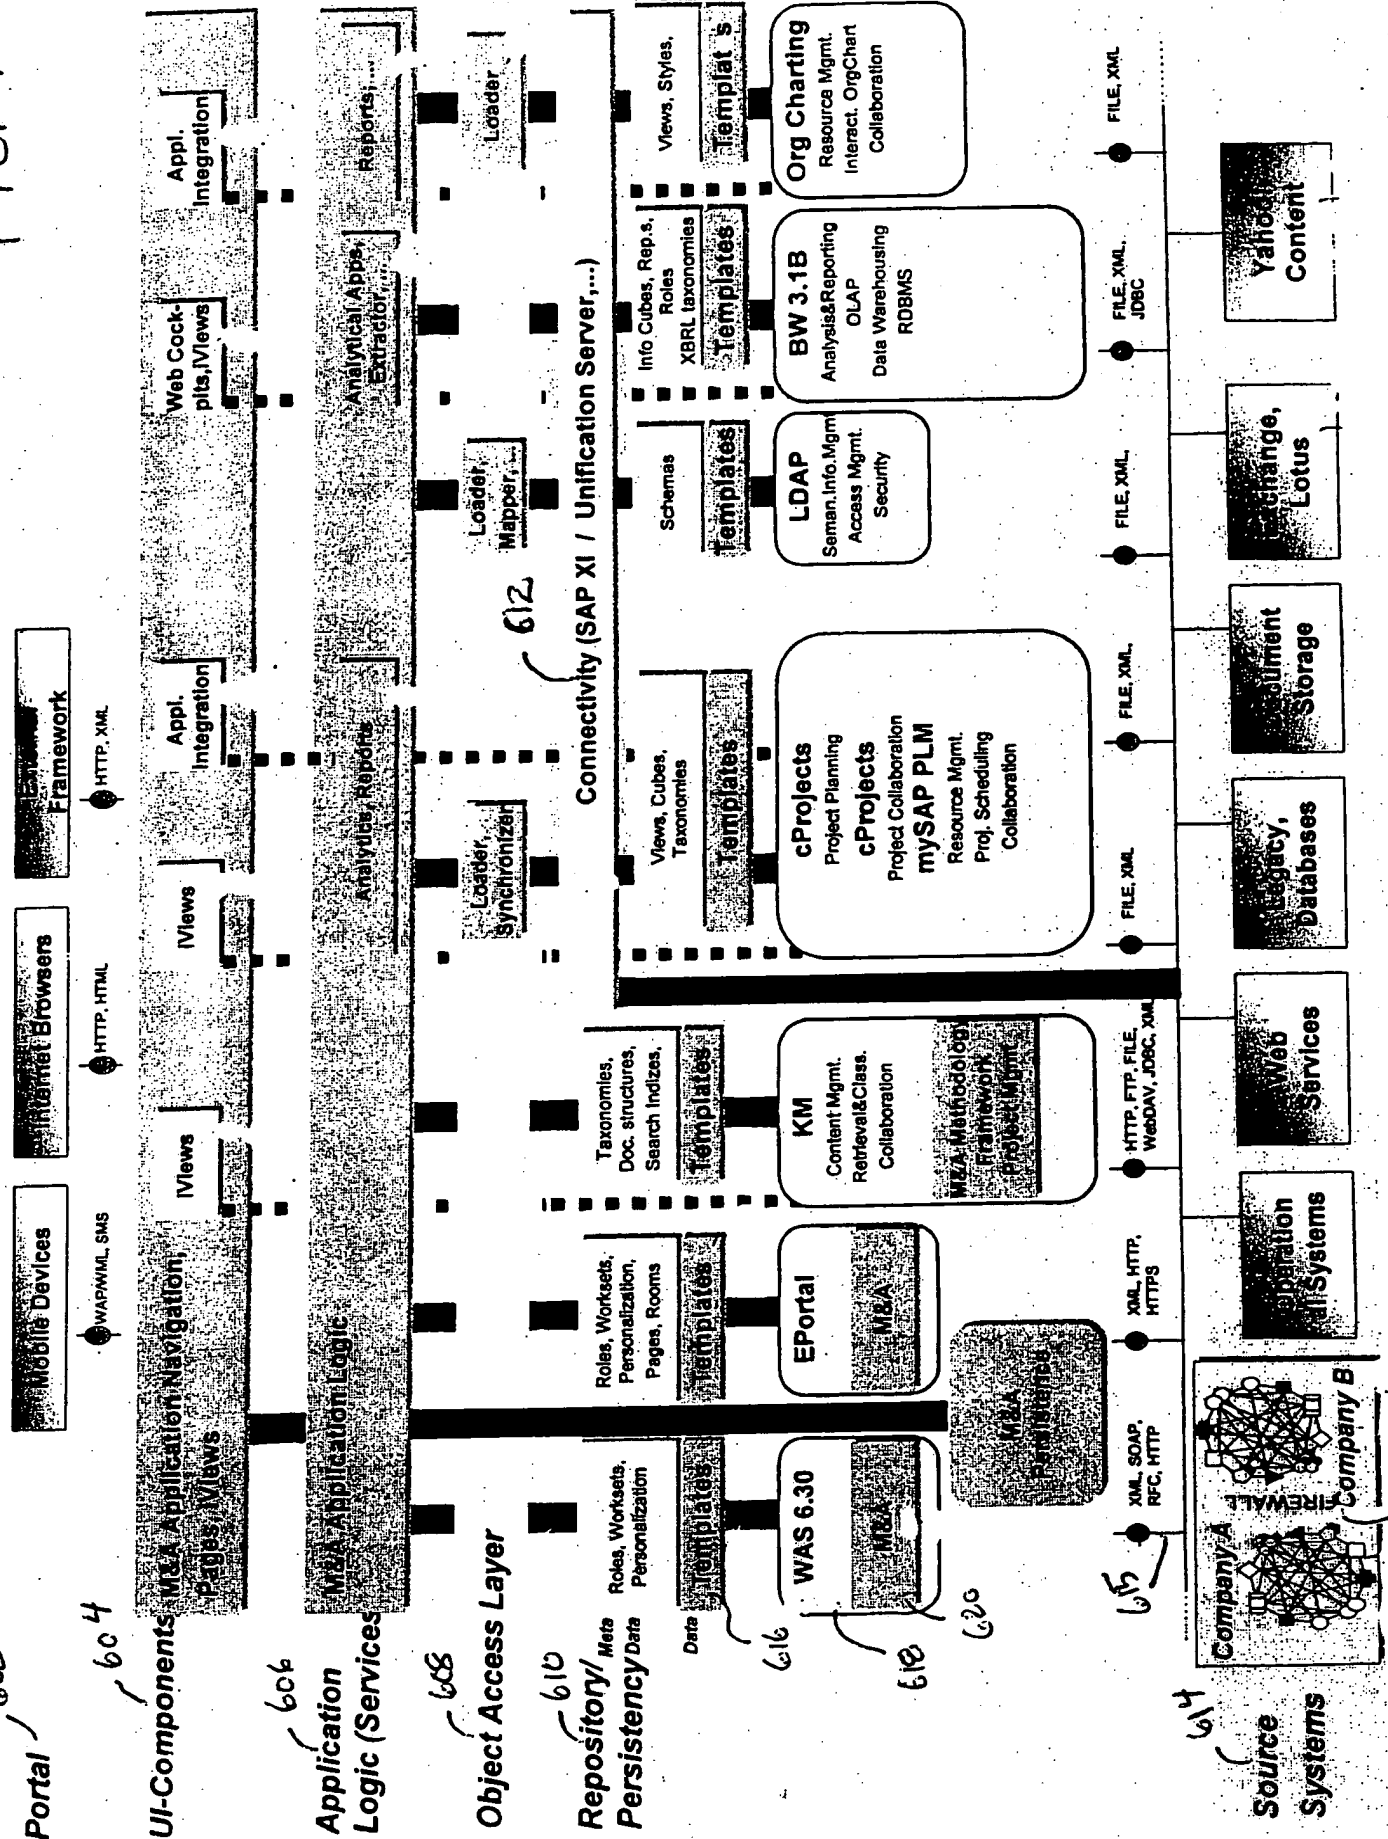 Portal
Mobile Devices
Internet Browsers
Framework
WAP/WML, SMS
HTTP, HTML
HTTP, XML
604
UI-Components
M&A Application Navigation,
Pages, IViews
IViews
IViews
Appl.
Integration
Web Cock-
pits,IViews
Appl.
Integration
606
Application
Logic (Services
M&A Application Logic
Analytics, Reports
Analytical Apps,
Extractor,...
Reports,...
608
Object Access Layer
Loader,
Synchronizer
Loader,
Mapper,...
Loader
612
Connectivity (SAP XI / Unification Server,...)
610
Repository/
Persistency
Meta
Data
Roles, Worksets,
Personalization
Roles, Worksets,
Personalization,
Pages, Rooms
Taxonomies,
Doc. structures,
Search Indizes,
Views, Cubes,
Taxonomies
Schemas
Info Cubes, Rep.s,
Roles
XBRL taxonomies
Views, Styles,
Data
Templates
Templates
Templates
Templates
Templates
Templates
Templat s
616
WAS 6.30
M&A
618
620
EPortal
M&A
KM
Content Mgmt.
Retrieval&Class.
Collaboration
M&A Methodology
Framework
Project Mgmt
cProjects
Project Planning
cProjects
Project Collaboration
mySAP PLM
Resource Mgmt.
Proj. Scheduling
Collaboration
LDAP
Seman.Info.Mgmt
Access Mgmt.
Security
BW 3.1B
Analysis&Reporting
OLAP
Data Warehousing
RDBMS
Org Charting
Resource Mgmt.
Interact. OrgChart
Collaboration
M&A
Persistence
615
XML, SOAP,
RFC, HTTP
XML, HTTP,
HTTPS
HTTP, FTP, FILE,
WebDAV, JDBC, XML
FILE, XML
FILE, XML,
FILE, XML,
FILE, XML,
JDBC
FILE, XML
614
Source
Systems
Company A
FIREWALL
Company B
Operation
al Systems
Web
Services
Legacy,
Databases
Document
Storage
Exchange,
Lotus
Yahoo
Content